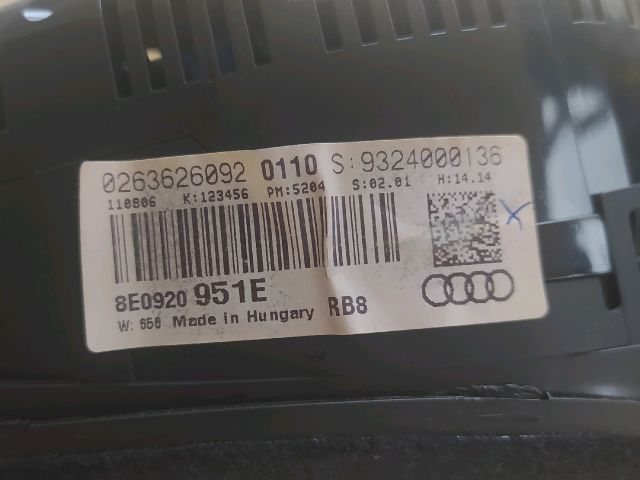 0263626092 0110 S:9324000136
110806 K:123456 PM:5204 S:02.01 H:14.14
8E0920 951E
W: 656 Made in Hungary RB8